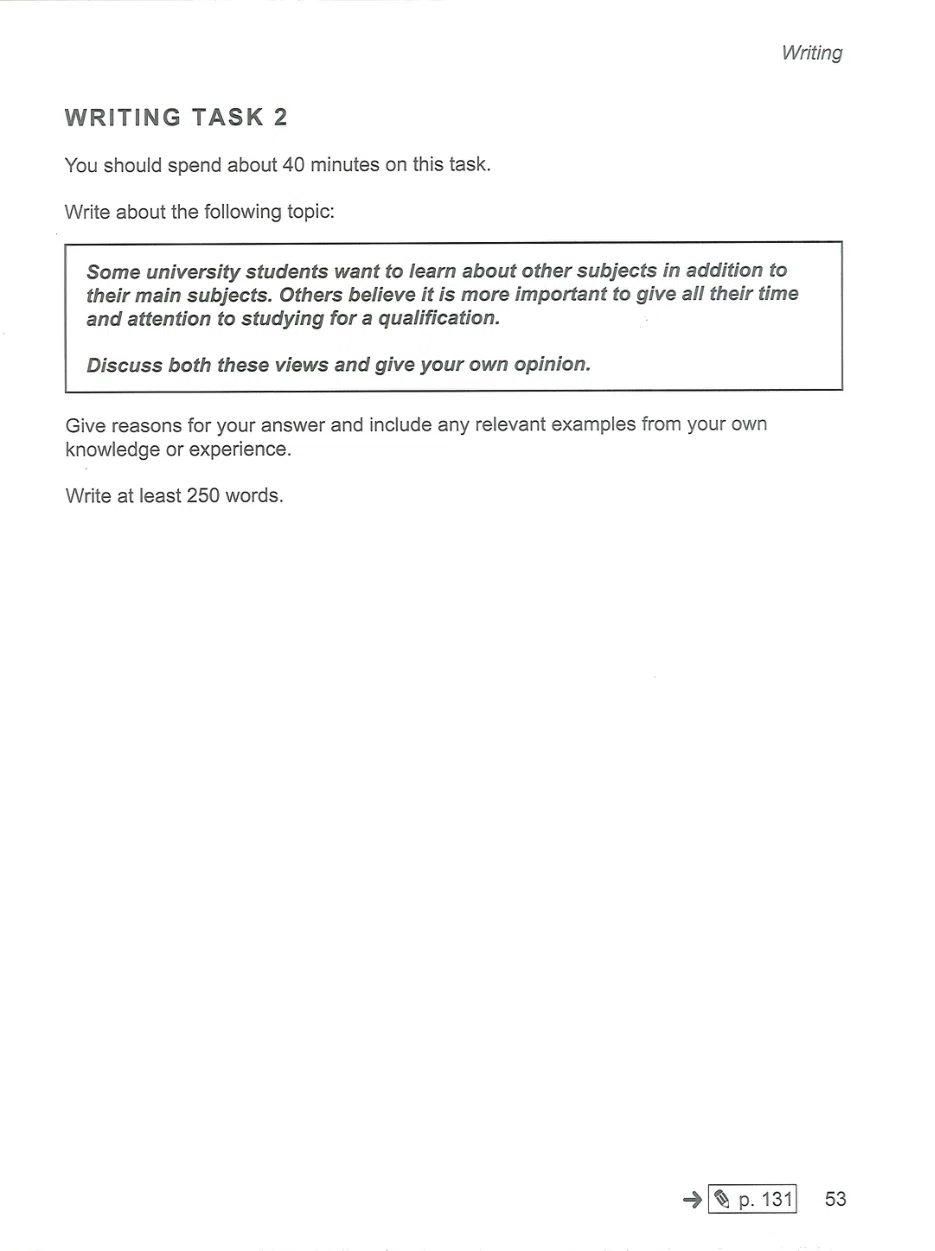 Writing
WRITING TASK 2
You should spend about 40 minutes on this task.
Write about the following topic:
Some university students want to learn about other subjects in addition to
their main subjects. Others believe it is more important to give all their time
and attention to studying for a qualification.
Discuss both these views and give your own opinion.
Give reasons for your answer and include any relevant examples from your own
knowledge or experience.
Write at least 250 words.
➔ ✎ p. 131 53